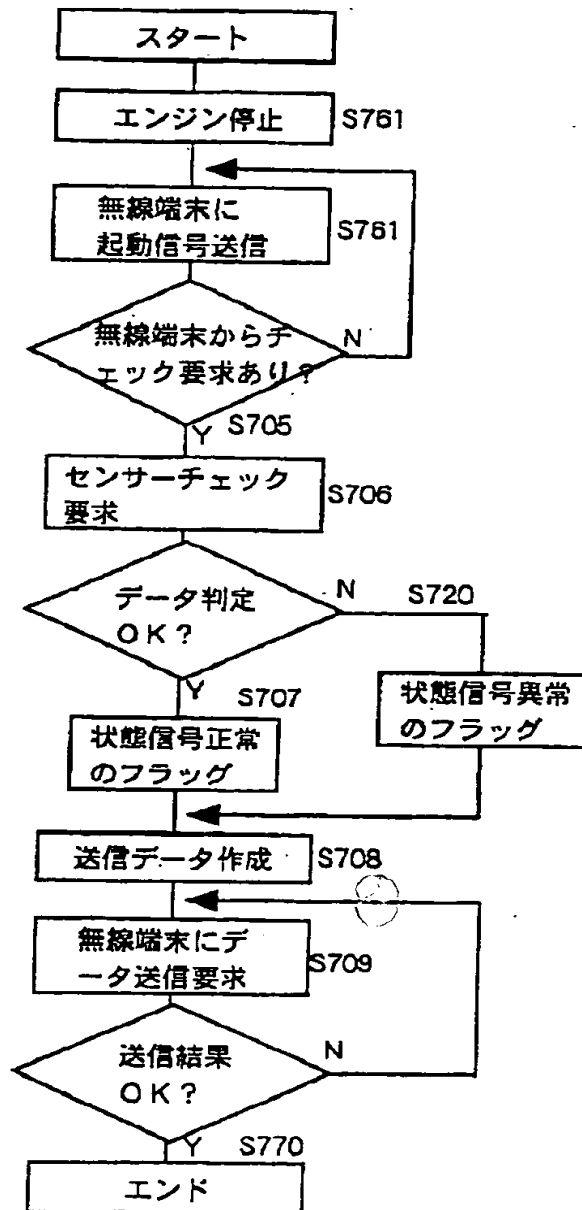 スタート
エンジン停止
S761
無線端末に
起動信号送信
S761
無線端末からチ
ェック要求あり?
N
Y
S705
センサーチェック
要求
S706
データ判定
OK?
N
S720
Y
S707
状態信号異常
のフラッグ
状態信号正常
のフラッグ
送信データ作成
S708
無線端末にデ
ータ送信要求
S709
送信結果
OK?
N
Y
S770
エンド